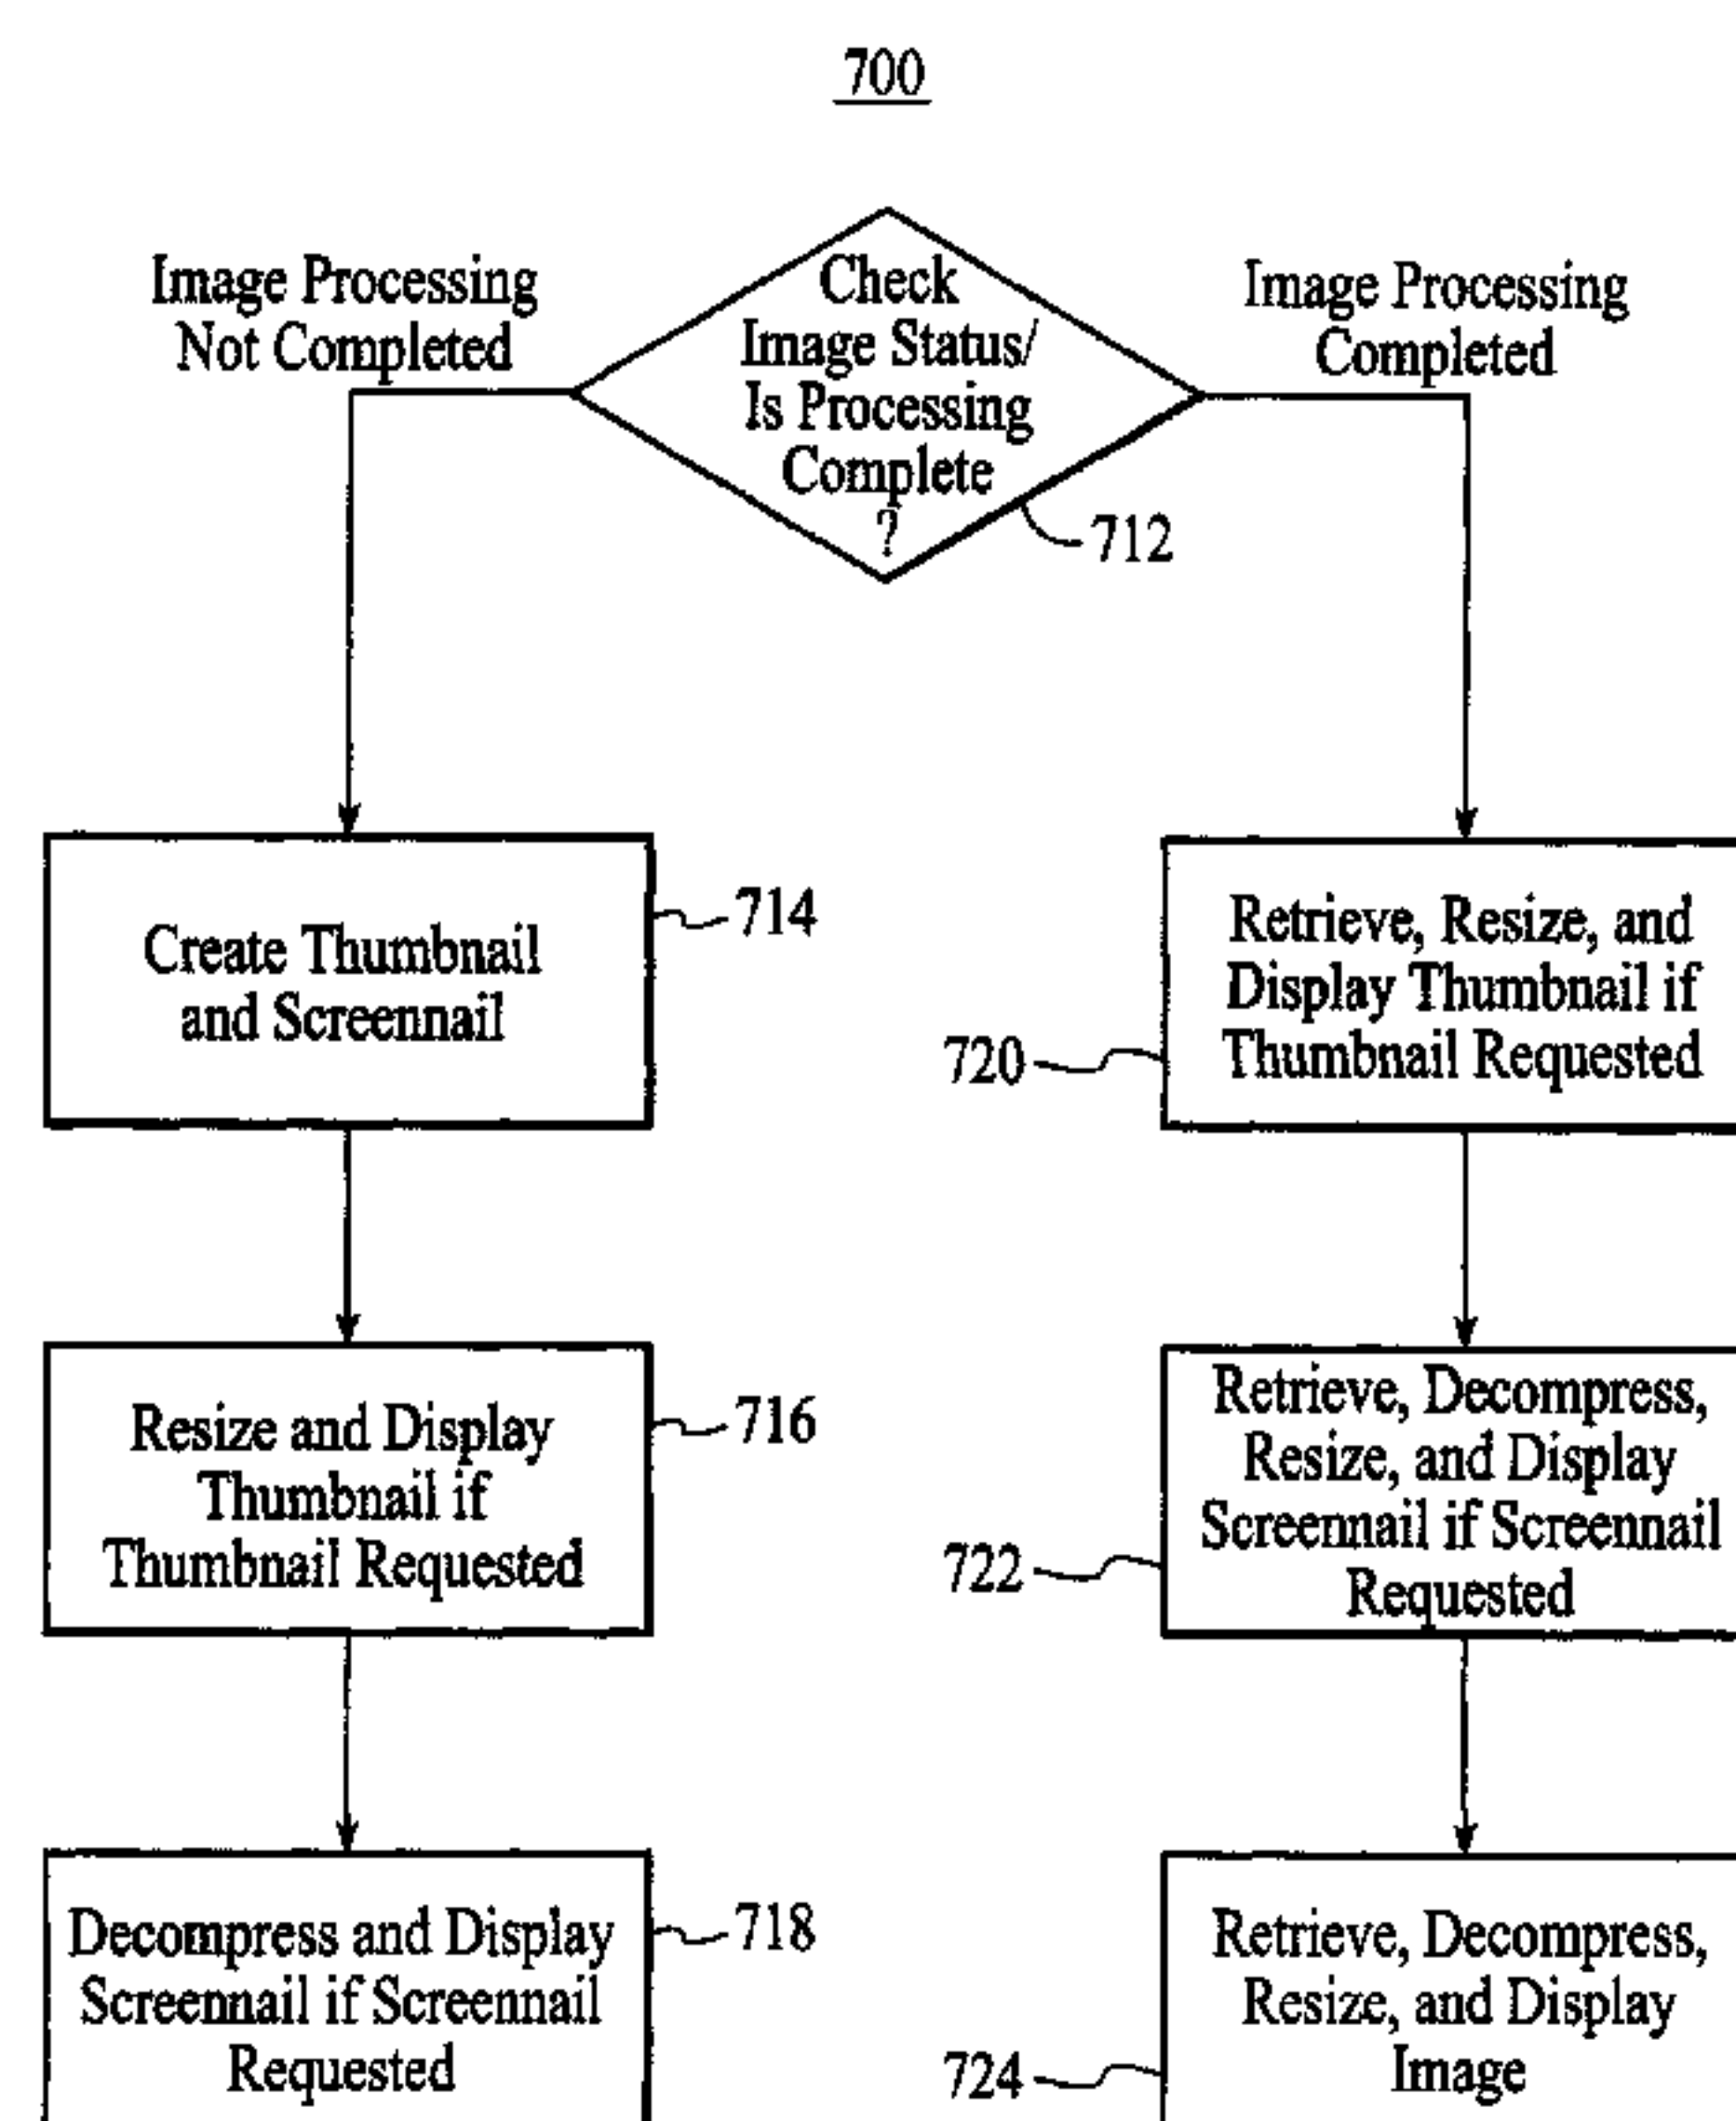 700
Image Processing
Not Completed
Check
Image Status/
Is Processing
Complete
?
Image Processing
Completed
712
Create Thumbnail
and Screennail
714
Retrieve, Resize, and
Display Thumbnail if
Thumbnail Requested
720
Resize and Display
Thumbnail if
Thumbnail Requested
716
Retrieve, Decompress,
Resize, and Display
Screennail if Screennail
Requested
722
Decompress and Display
Screennail if Screennail
Requested
718
Retrieve, Decompress,
Resize, and Display
Image
724